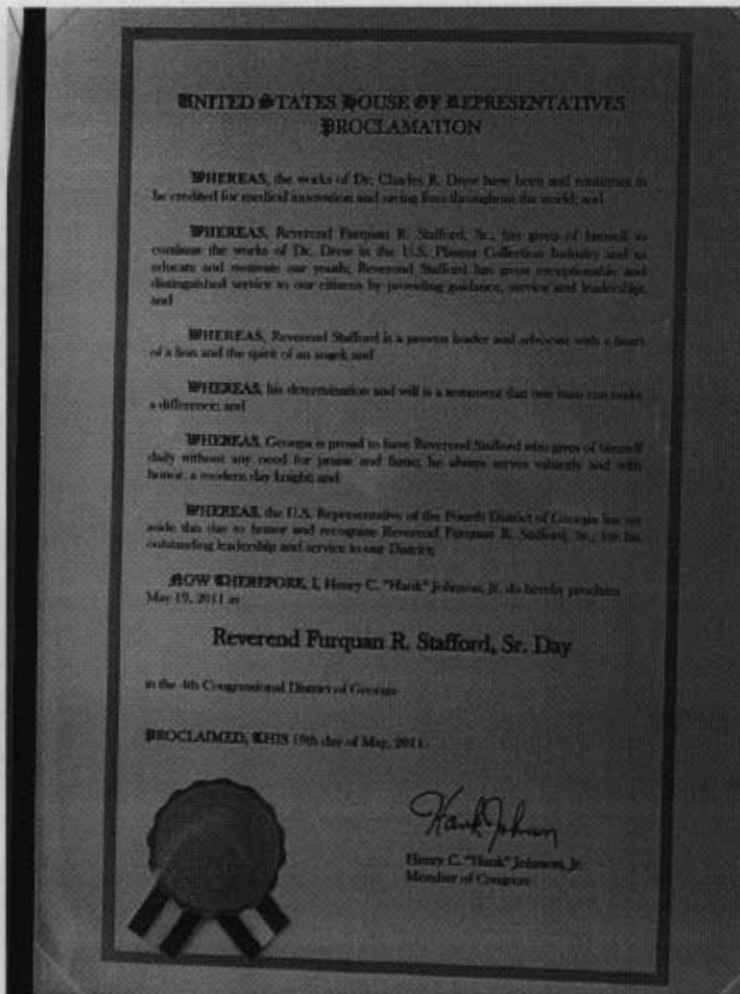 UNITED STATES HOUSE OF REPRESENTATIVES
PROCLAMATION
WHEREAS, the works of Dr. Charles R. Drew have been and continues to
be credited for medical innovation and saving lives throughout the world; and
WHEREAS, Reverend Furquan R. Stafford, Sr., has given of himself to
continue the works of Dr. Drew in the U.S. Plasma Collection Industry and to
educate and motivate our youth; Reverend Stafford has given exceptionable and
distinguished service to our citizens by providing guidance, service and leadership;
and
WHEREAS, Reverend Stafford is a proven leader and advocate with a heart
of a lion and the spirit of an angel; and
WHEREAS, his determination and will is a testament that one man can make
a difference; and
WHEREAS, Georgia is proud to have Reverend Stafford who gives of himself
daily without any need for praise and fame; he always serves valiantly and with
honor, a modern day knight; and
WHEREAS, the U.S. Representative of the Fourth District of Georgia has set
aside this day to honor and recognize Reverend Furquan R. Stafford, Sr., for his
outstanding leadership and service to our District;
NOW THEREFORE, I, Henry C. "Hank" Johnson, Jr. do hereby proclaim
May 19, 2011 as
Reverend Furquan R. Stafford, Sr. Day
in the 4th Congressional District of Georgia
PROCLAIMED, THIS 19th day of May, 2011.
Hank Johnson
Henry C. "Hank" Johnson, Jr.
Member of Congress